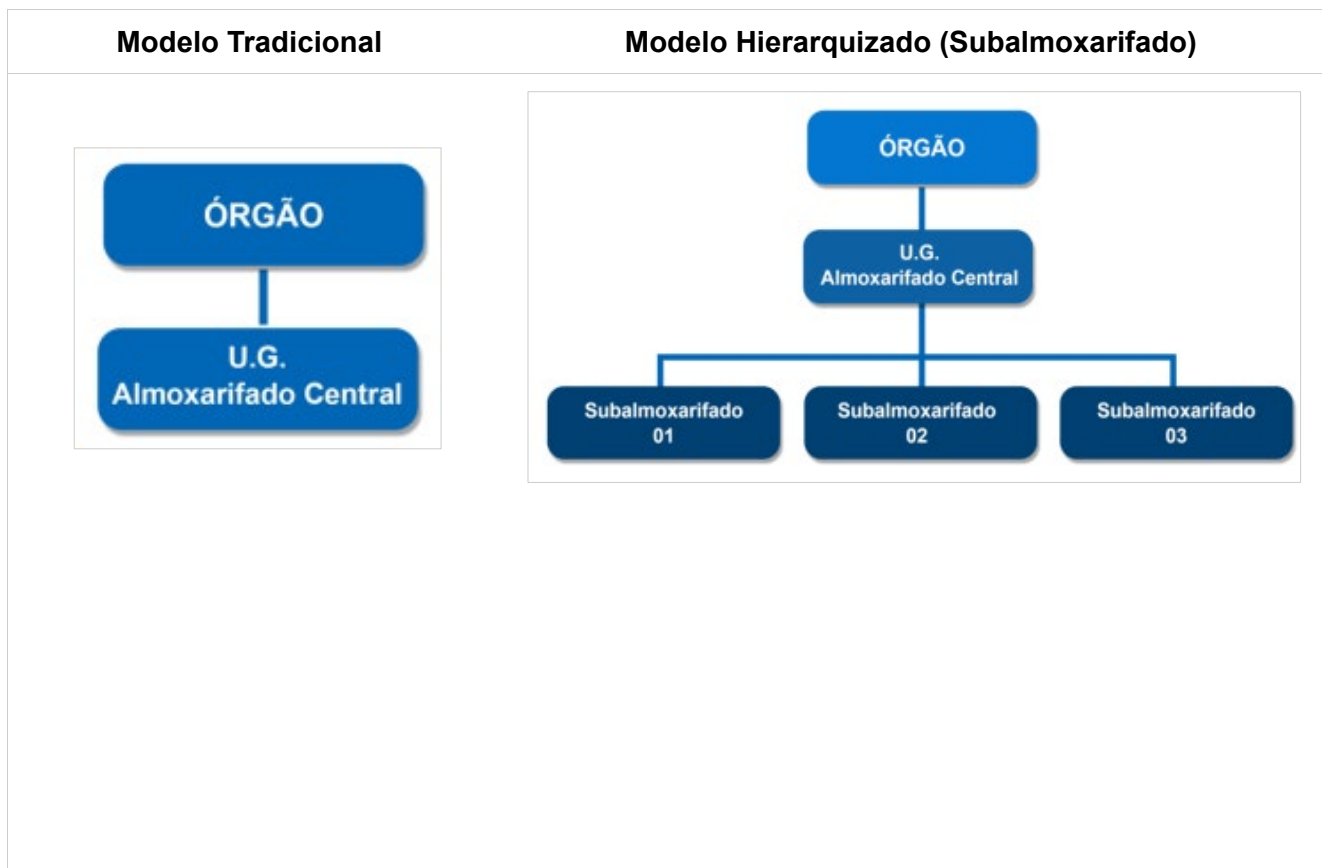 Modelo Tradicional
Modelo Hierarquizado (Subalmoxarifado)
ÓRGÃO
U.G.
Almoxarifado Central
ÓRGÃO
U.G.
Almoxarifado Central
Subalmoxarifado
01
Subalmoxarifado
02
Subalmoxarifado
03